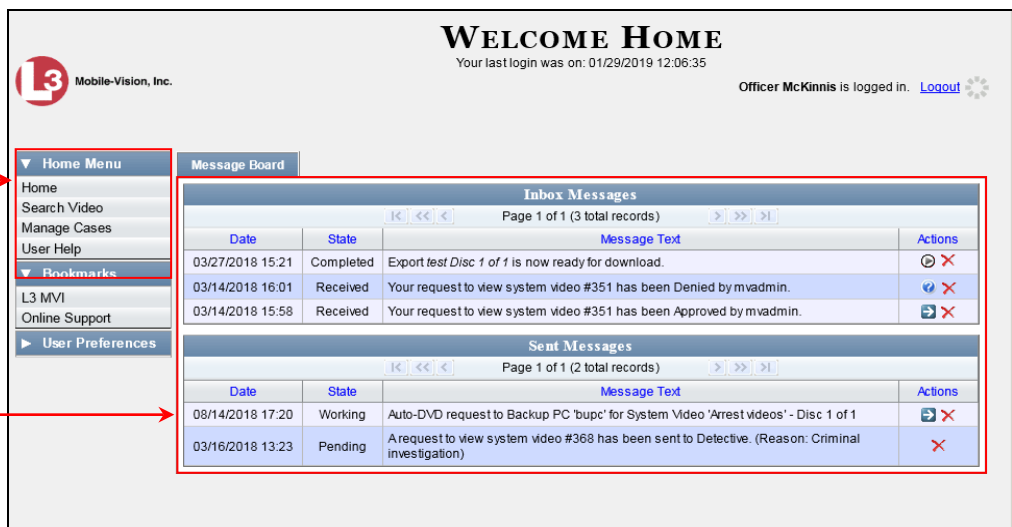 WELCOME HOME
Your last login was on: 01/29/2019 12:06:35
L3 Mobile-Vision, Inc.
Officer McKinnis is logged in. Logout
▼ Home Menu
Home
Search Video
Manage Cases
User Help
▼ Bookmarks
L3 MVI
Online Support
► User Preferences
Message Board
Inbox Messages
|< << < Page 1 of 1 (3 total records) > >> >|
Date State Message Text Actions
03/27/2018 15:21 Completed Export test Disc 1 of 1 is now ready for download.
03/14/2018 16:01 Received Your request to view system video #351 has been Denied by mvadmin.
03/14/2018 15:58 Received Your request to view system video #351 has been Approved by mvadmin.
Sent Messages
|< << < Page 1 of 1 (2 total records) > >> >|
Date State Message Text Actions
08/14/2018 17:20 Working Auto-DVD request to Backup PC 'bupc' for System Video 'Arrest videos' - Disc 1 of 1
03/16/2018 13:23 Pending A request to view system video #368 has been sent to Detective. (Reason: Criminal
investigation)